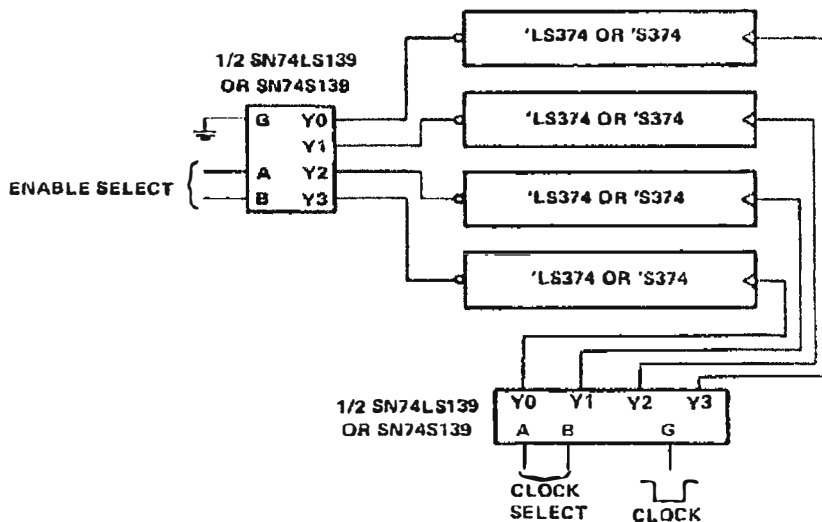 'LS374 OR 'S374
1/2 SN74LS139
OR SN74S139
'LS374 OR 'S374
G Y0
Y1
ENABLE SELECT
A Y2
B Y3
'LS374 OR 'S374
'LS374 OR 'S374
1/2 SN74LS139
OR SN74S139
Y0 Y1 Y2 Y3
A B G
CLOCK
SELECT
CLOCK